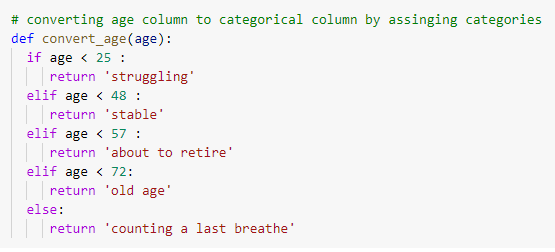 # converting age column to categorical column by assinging categories
def convert_age(age):
  if age < 25 :
    return 'struggling'
  elif age < 48 :
    return 'stable'
  elif age < 57 :
    return 'about to retire'
  elif age < 72:
    return 'old age'
  else:
    return 'counting a last breathe'